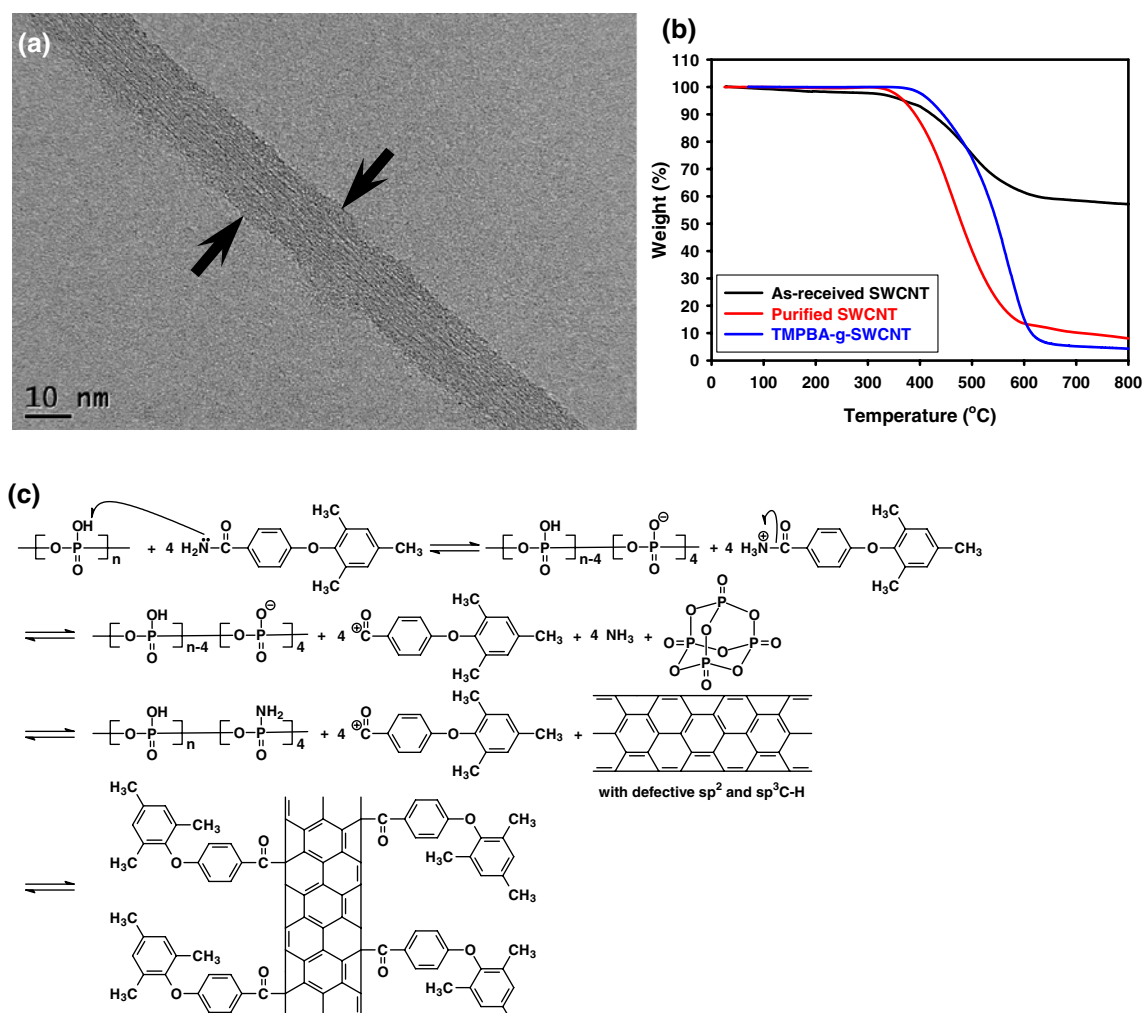 (a)
10 nm
(b)
110
100
90
80
70
60
50
40
30
20
10
0
Weight (%)
As-received SWCNT
Purified SWCNT
TMPBA-g-SWCNT
0 100 200 300 400 500 600 700 800
Temperature (°C)
(c)
OH O CH₃ O⊖ O CH₃
O P n + 4 H₂N̈ C O CH₃ ⇌ O P n-4 O P 4 + 4 H₃N⊕ C O CH₃
O H₃C O O H₃C
OH O⊖ O H₃C O
⇌ O P n-4 O P 4 + 4 ⊕C O CH₃ + 4 NH₃ + O P O O=P O P=O O P O
O O H₃C O
OH NH₂ O H₃C
⇌ O P n O P 4 + 4 ⊕C O CH₃ +
O O H₃C
with defective sp² and sp³C-H
H₃C CH₃ O C C O O H₃C CH₃
H₃C H₃C CH₃
⇌
H₃C CH₃ O C C O O H₃C CH₃
H₃C H₃C